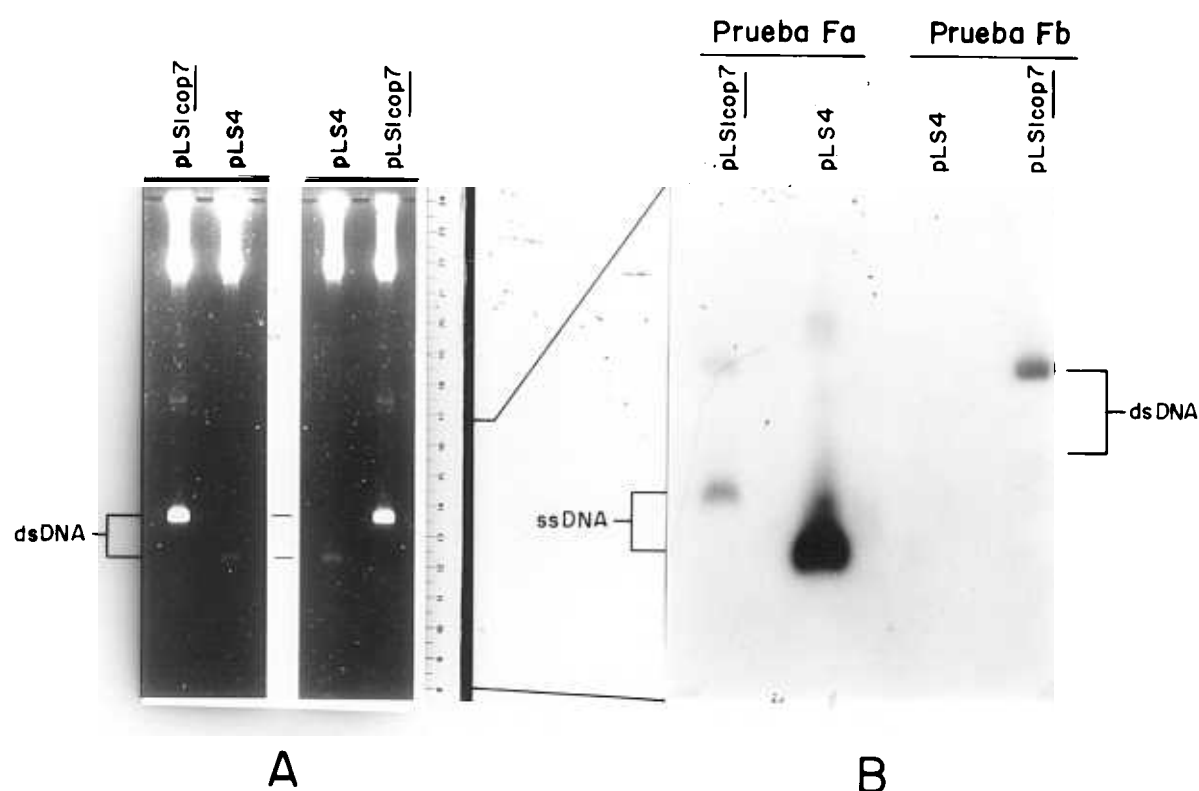 Prueba Fa
Prueba Fb
pLS1cop7
pLS4
pLS4
pLS1cop7
pLS1cop7
pLS4
pLS4
pLS1cop7
dsDNA
ssDNA
dsDNA
A
B